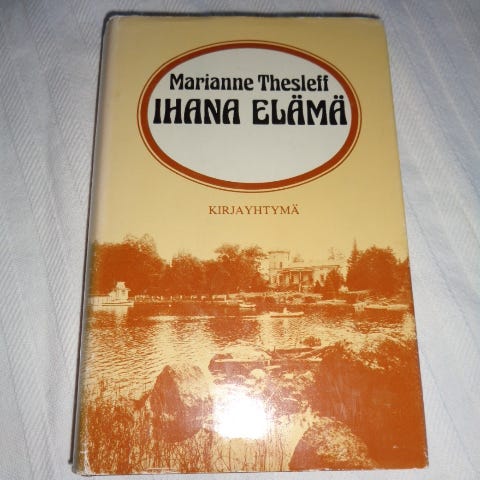 Marianne Thesleff
IHANA ELÄMÄ
KIRJAYHTYMÄ